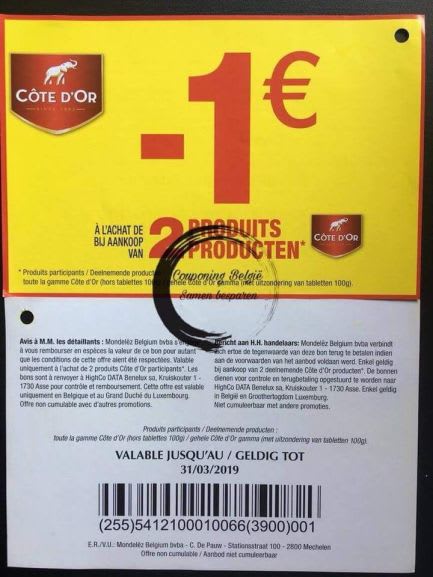 CÔTE D'OR
SINCE 1883
-1€
À L'ACHAT DE
BIJ AANKOOP
VAN
2 PRODUITS
PRODUCTEN*
CÔTE D'OR
* Produits participants / Deelnemende producten :
toute la gamme Côte d'Or (hors tablettes 100g) / gehele Côte d'Or gamma (met uitzondering van tabletten 100g).
Couponing België
Samen besparen
Avis à M.M. les détaillants : Mondelēz Belgium bvba s'engage
à vous rembourser en espèces la valeur de ce bon pour autant
que les conditions de cette offre aient été respectées. Valable
uniquement à l'achat de 2 produits Côte d'Or participants*. Les
bons sont à renvoyer à HighCo DATA Benelux sa, Kruiskouter 1 -
1730 Asse pour contrôle et remboursement. Cette offre est valable
uniquement en Belgique et au Grand Duché du Luxembourg.
Offre non cumulable avec d'autres promotions.
Bericht aan H.H. handelaars: Mondelēz Belgium bvba verbindt
zich ertoe de tegenwaarde van deze bon terug te betalen indien
aan de voorwaarden van het aanbod voldaan werd. Enkel geldig
bij aankoop van 2 deelnemende Côte d'Or producten*. De bonnen
dienen voor controle en terugbetaling opgestuurd te worden naar
HighCo DATA Benelux sa, Kruiskouter 1 - 1730 Asse. Enkel geldig
in België en Groothertogdom Luxemburg.
Niet cumuleerbaar met andere promoties.
Produits participants / Deelnemende producten :
toute la gamme Côte d'Or (hors tablettes 100g) / gehele Côte d'Or gamma (met uitzondering van tabletten 100g).
VALABLE JUSQU'AU / GELDIG TOT
31/03/2019
(255)5412100010066(3900)001
E.R./V.U.: Mondelēz Belgium bvba - C. De Pauw - Stationsstraat 100 - 2800 Mechelen
Offre non cumulable / Aanbod niet cumuleerbaar